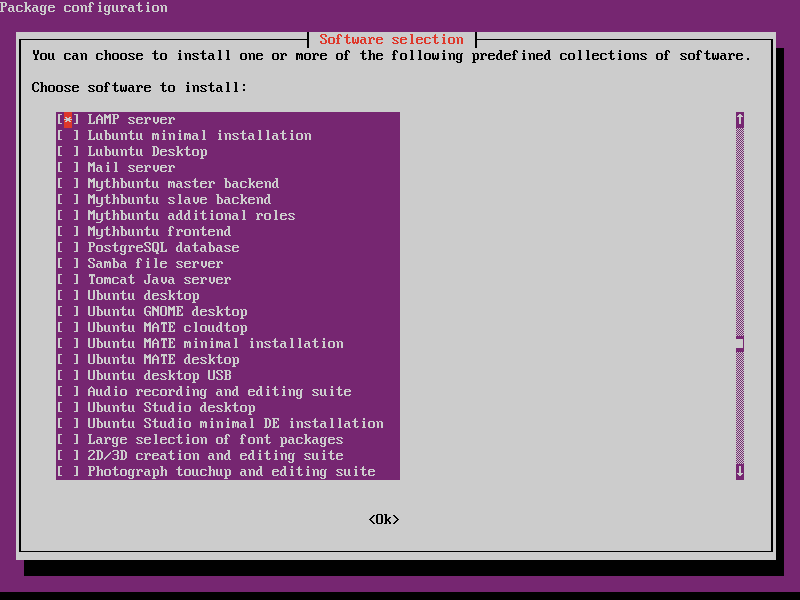 Package configuration
Software selection
You can choose to install one or more of the following predefined collections of software.
Choose software to install:
[*] LAMP server
[ ] Lubuntu minimal installation
[ ] Lubuntu Desktop
[ ] Mail server
[ ] Mythbuntu master backend
[ ] Mythbuntu slave backend
[ ] Mythbuntu additional roles
[ ] Mythbuntu frontend
[ ] PostgreSQL database
[ ] Samba file server
[ ] Tomcat Java server
[ ] Ubuntu desktop
[ ] Ubuntu GNOME desktop
[ ] Ubuntu MATE cloudtop
[ ] Ubuntu MATE minimal installation
[ ] Ubuntu MATE desktop
[ ] Ubuntu desktop USB
[ ] Audio recording and editing suite
[ ] Ubuntu Studio desktop
[ ] Ubuntu Studio minimal DE installation
[ ] Large selection of font packages
[ ] 2D/3D creation and editing suite
[ ] Photograph touchup and editing suite
<Ok>